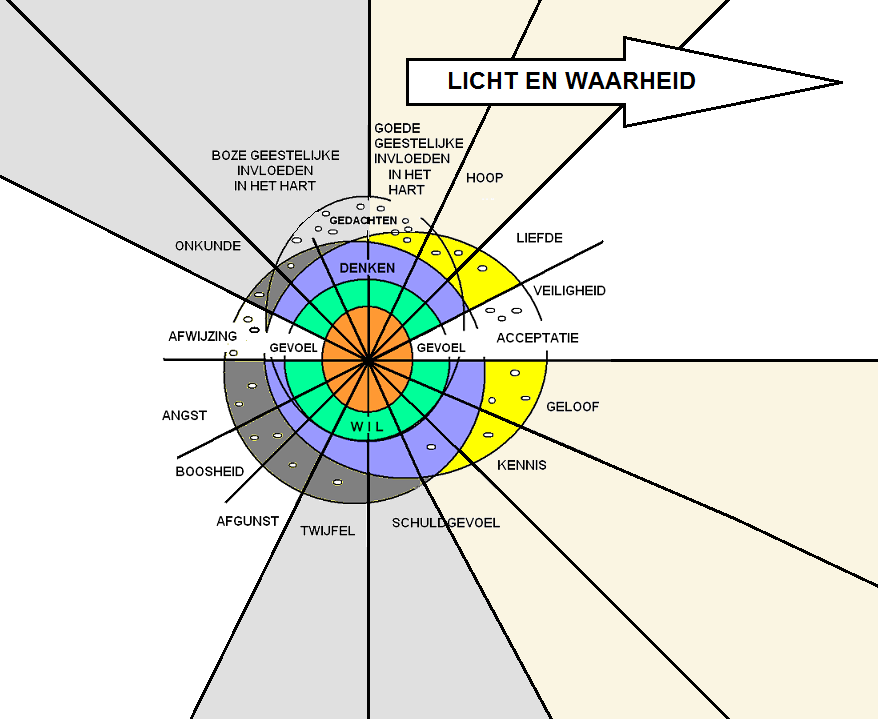 LICHT EN WAARHEID
GOEDE
GEESTELIJKE
INVLOEDEN
IN HET
HART
BOZE GEESTELIJKE
INVLOEDEN
IN HET HART
HOOP
GEDACHTEN
LIEFDE
ONKUNDE
DENKEN
VEILIGHEID
AFWIJZING
GEVOEL
GEVOEL
ACCEPTATIE
ANGST
GELOOF
WIL
BOOSHEID
KENNIS
AFGUNST
TWIJFEL
SCHULDGEVOEL